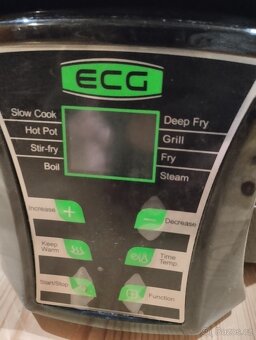 ECG
Slow Cook
Hot Pot
Stir-fry
Boil
Deep Fry
Grill
Fry
Steam
Increase
Decrease
Keep
Warm
Time
Temp
Start/Stop
Function